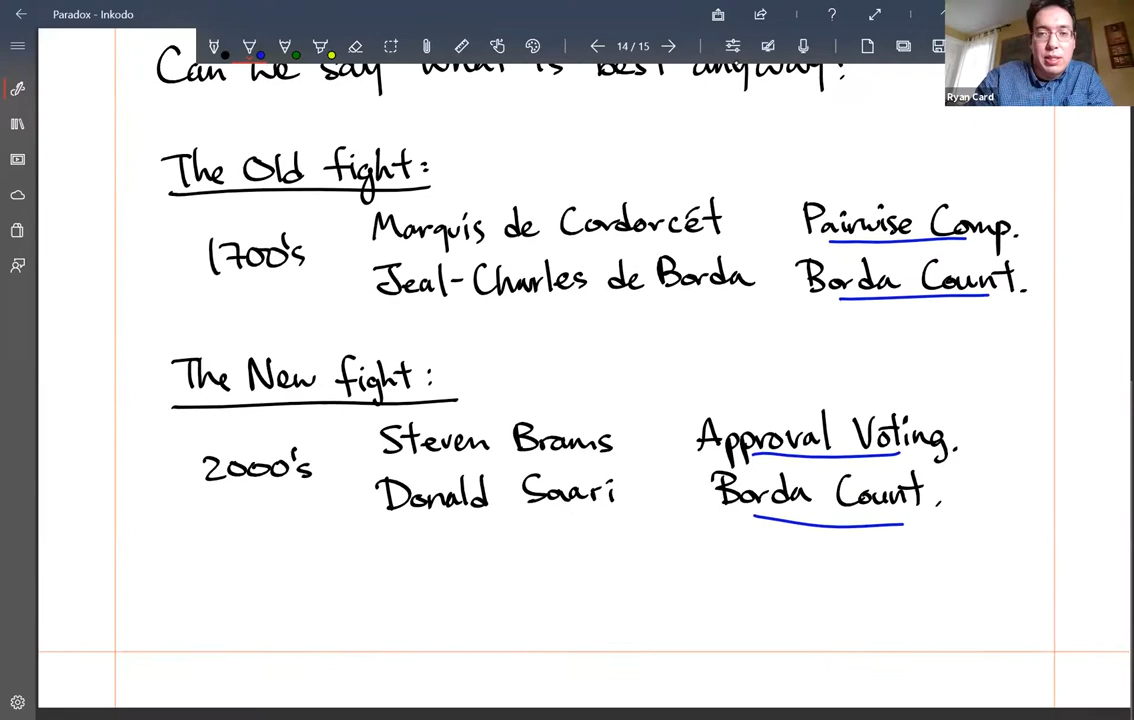 Paradox - Inkodo
14 / 15
Ryan Card
Can we say what is best anyway?
The Old fight:
1700's
Marquis de Cordorcét Pairwise Comp.
Jeal-Charles de Borda Borda Count.
The New fight:
2000's
Steven Brams Approval Voting.
Donald Saari Borda Count.